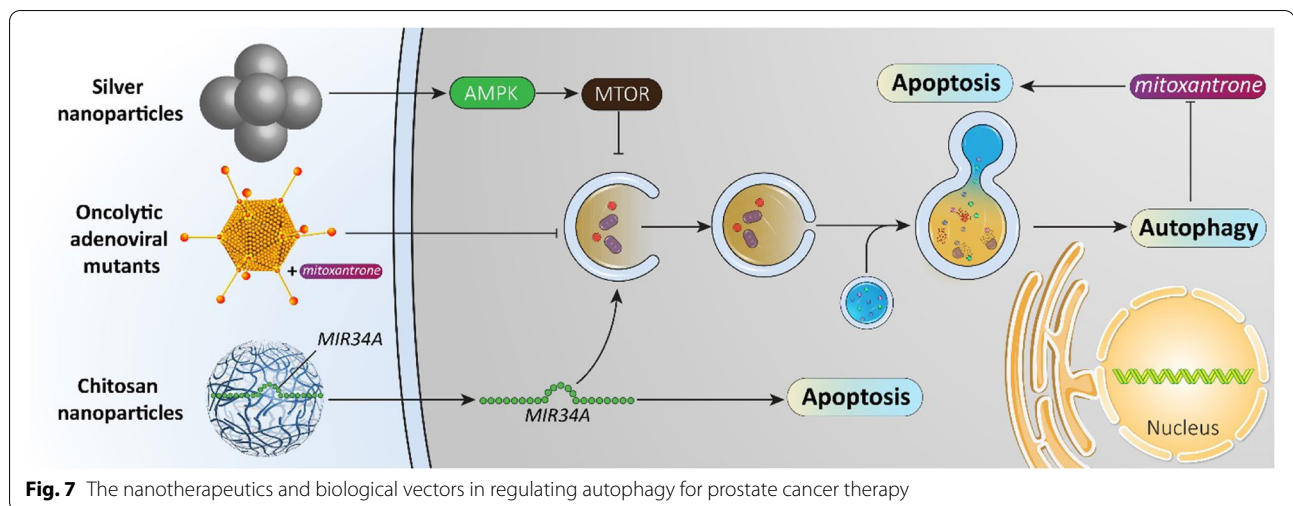 Silver
nanoparticles
AMPK
MTOR
Apoptosis
mitoxantrone
Oncolytic
adenoviral
mutants
+ mitoxantrone
Autophagy
MIR34A
Chitosan
nanoparticles
MIR34A
Apoptosis
Nucleus
Fig. 7 The nanotherapeutics and biological vectors in regulating autophagy for prostate cancer therapy